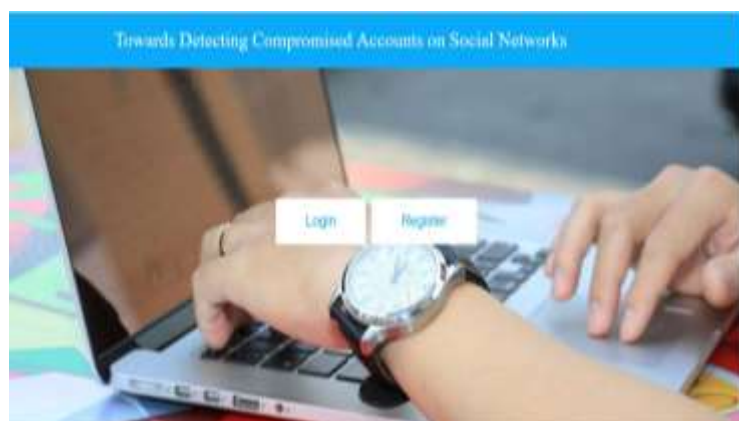 Towards Detecting Compromised Accounts on Social Networks
Login Register